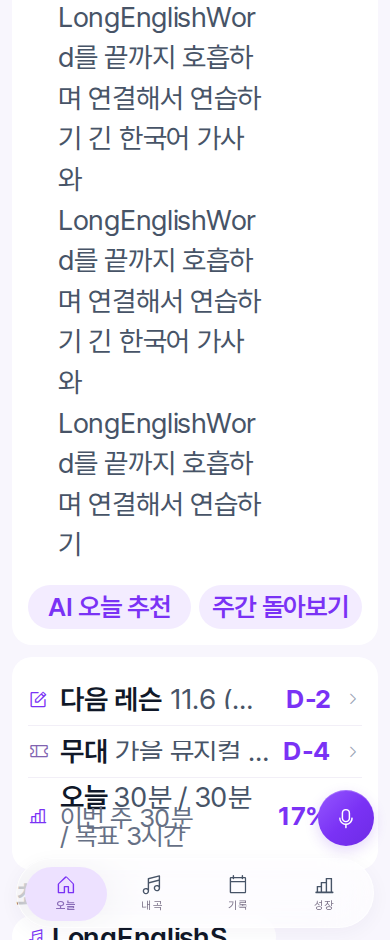 LongEnglishWor
d를 끝까지 호흡하
며 연결해서 연습하
기 긴 한국어 가사
와
LongEnglishWor
d를 끝까지 호흡하
며 연결해서 연습하
기 긴 한국어 가사
와
LongEnglishWor
d를 끝까지 호흡하
며 연결해서 연습하
기
AI 오늘 추천 주간 돌아보기
다음 레슨 11.6 (... D-2
무대 가을 뮤지컬 ... D-4
오늘 30분 / 30분
이번 주 30분 17%
/ 목표 3시간
오늘 내 곡 기록 성장
LongEnglishS